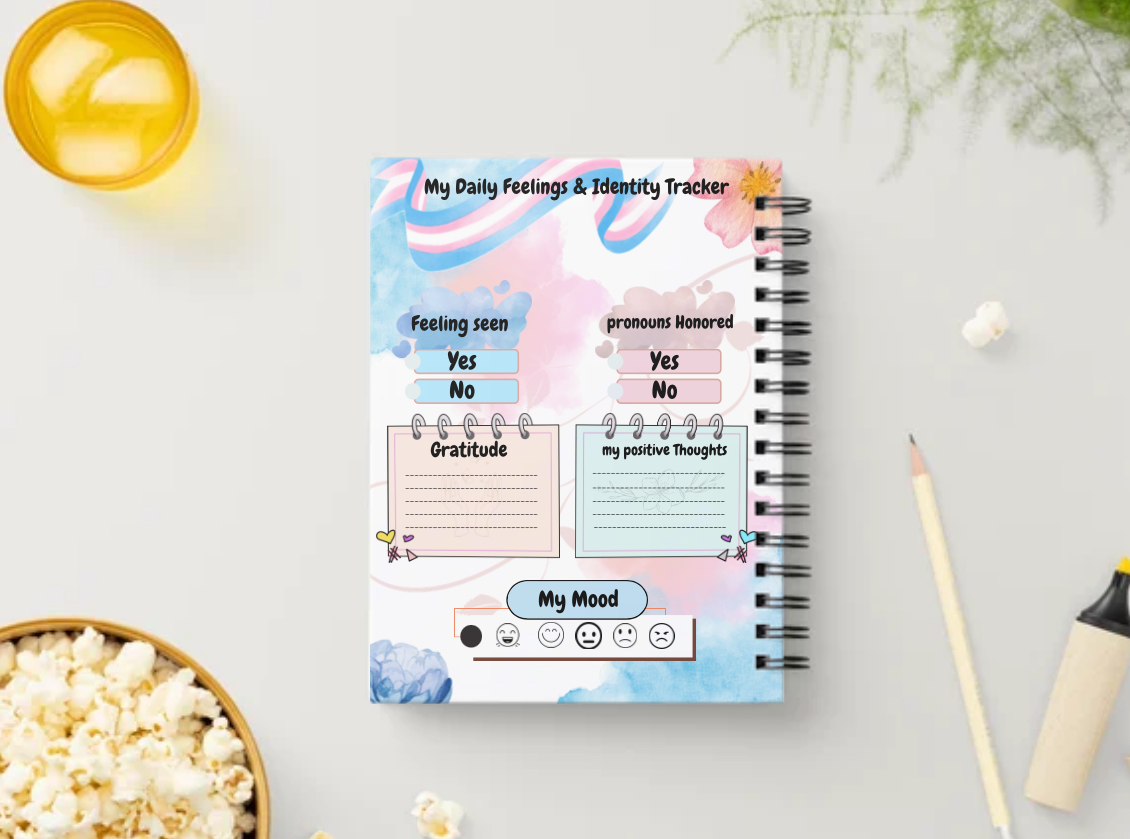 My Daily Feelings & Identity Tracker
Feeling seen
Yes
No
pronouns Honored
Yes
No
Gratitude
my positive Thoughts
My Mood